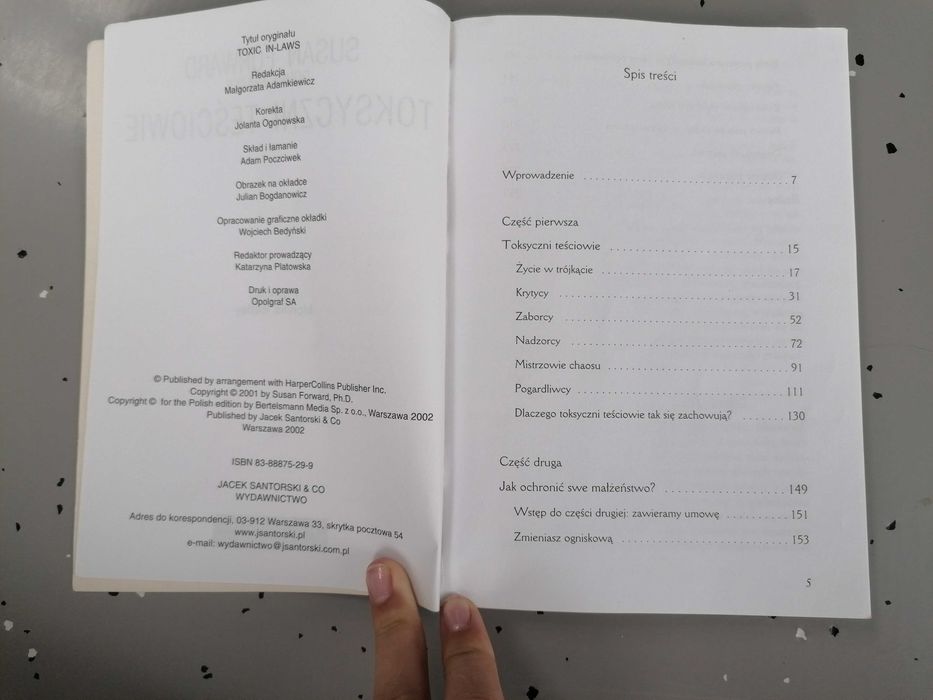 Tytuł oryginału
TOXIC IN-LAWS
Redakcja
Małgorzata Adamkiewicz
Korekta
Jolanta Ogonowska
Skład i łamanie
Adam Poczciwek
Obrazek na okładce
Julian Bogdanowicz
Opracowanie graficzne okładki
Wojciech Bedyński
Redaktor prowadzący
Katarzyna Platowska
Druk i oprawa
Opolgraf SA
© Published by arrangement with HarperCollins Publisher Inc.
Copyright © 2001 by Susan Forward, Ph.D.
Copyright © for the Polish edition by Bertelsmann Media Sp. z o.o., Warszawa 2002
Published by Jacek Santorski & Co
Warszawa 2002
ISBN 83-88875-29-9
JACEK SANTORSKI & CO
WYDAWNICTWO
Adres do korespondencji, 03-912 Warszawa 33, skrytka pocztowa 54
www.jsantorski.pl
e-mail: wydawnictwo@jsantorski.com.pl
Spis treści
Wprowadzenie . . . . . . . . . . . . . . . . . . . . . . . . . . . . . . 7
Część pierwsza
Toksyczni teściowie . . . . . . . . . . . . . . . . . . . . . . . . . 15
Życie w trójkącie . . . . . . . . . . . . . . . . . . . . . . . . . . . 17
Krytycy . . . . . . . . . . . . . . . . . . . . . . . . . . . . . . . . 31
Zaborcy . . . . . . . . . . . . . . . . . . . . . . . . . . . . . . . 52
Nadzorcy . . . . . . . . . . . . . . . . . . . . . . . . . . . . . . 72
Mistrzowie chaosu . . . . . . . . . . . . . . . . . . . . . . . . . 91
Pogardliwcy . . . . . . . . . . . . . . . . . . . . . . . . . . . . 111
Dlaczego toksyczni teściowie tak się zachowują? . . . . . . . . 130
Część druga
Jak ochronić swe małżeństwo? . . . . . . . . . . . . . . . . . . 149
Wstęp do części drugiej: zawieramy umowę . . . . . . . . . . 151
Zmieniasz ogniskową . . . . . . . . . . . . . . . . . . . . . . . 153
5